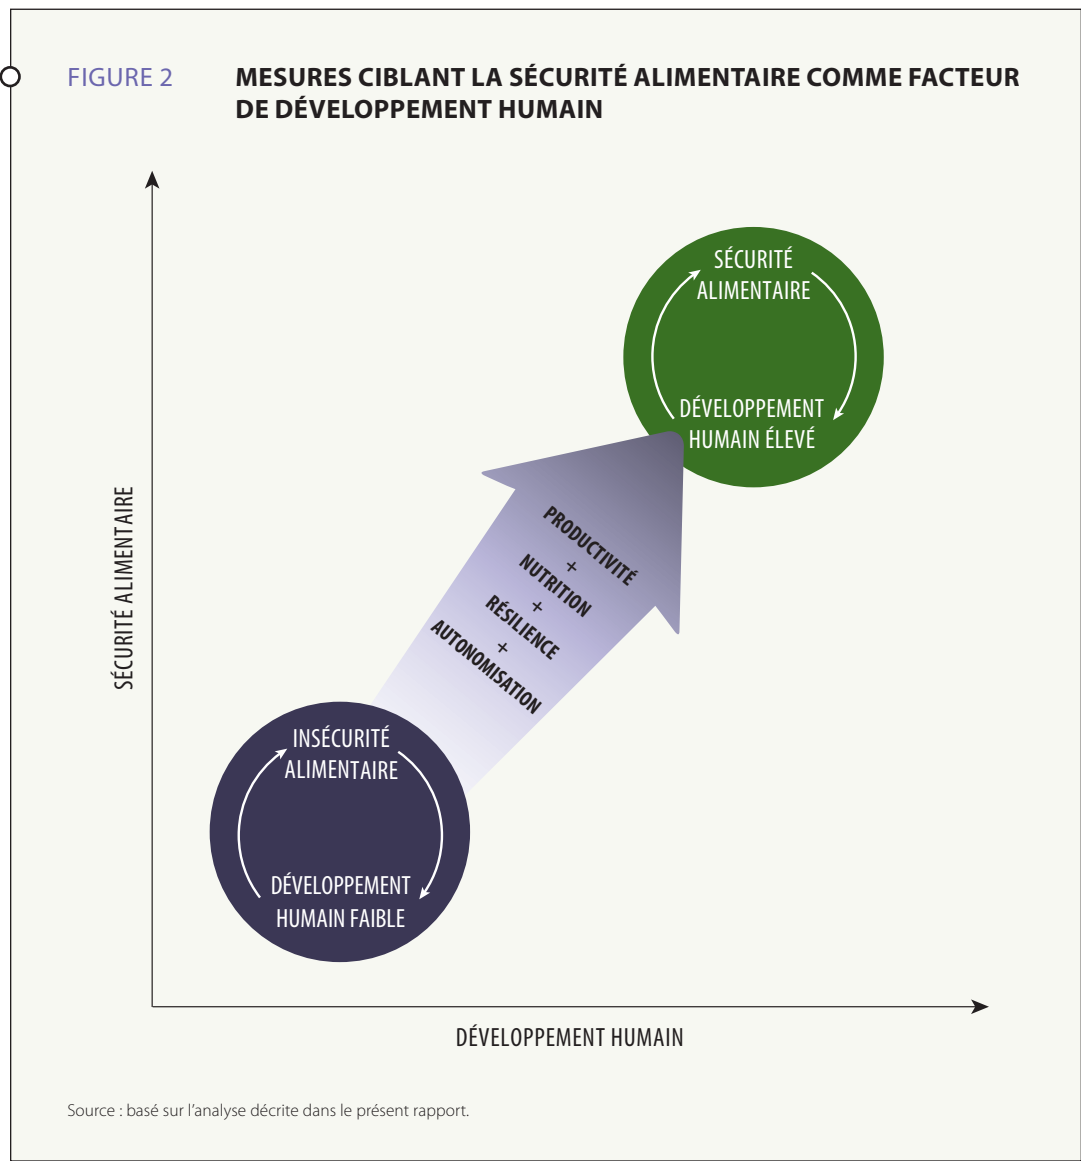 FIGURE 2
MESURES CIBLANT LA SÉCURITÉ ALIMENTAIRE COMME FACTEUR
DE DÉVELOPPEMENT HUMAIN
SÉCURITÉ ALIMENTAIRE
SÉCURITÉ
ALIMENTAIRE
DÉVELOPPEMENT
HUMAIN ÉLEVÉ
PRODUCTIVITÉ
+
NUTRITION
+
RÉSILIENCE
+
AUTONOMISATION
INSÉCURITÉ
ALIMENTAIRE
DÉVELOPPEMENT
HUMAIN FAIBLE
DÉVELOPPEMENT HUMAIN
Source : basé sur l'analyse décrite dans le présent rapport.